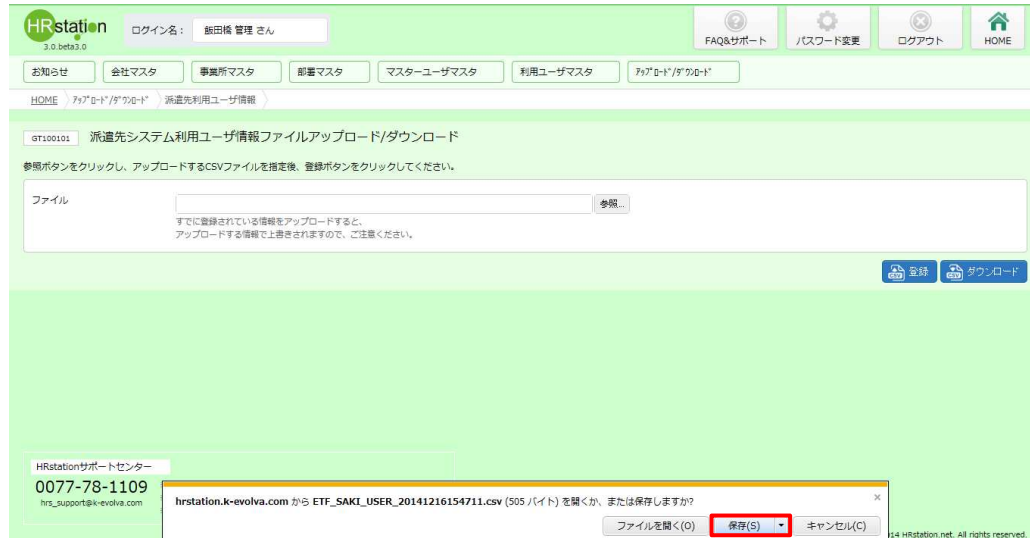 HRstation
3.0.beta3.0
ログイン名： 飯田橋 管理 さん
FAQ&サポート
パスワード変更
ログアウト
HOME
お知らせ
会社マスタ
事業所マスタ
部署マスタ
マスターユーザマスタ
利用ユーザマスタ
ｱｯﾌﾟﾛｰﾄﾞ/ﾀﾞｳﾝﾛｰﾄﾞ
HOME ｱｯﾌﾟﾛｰﾄﾞ/ﾀﾞｳﾝﾛｰﾄﾞ 派遣先利用ユーザ情報
GT100101 派遣先システム利用ユーザ情報ファイルアップロード/ダウンロード
参照ボタンをクリックし、アップロードするCSVファイルを指定後、登録ボタンをクリックしてください。
ファイル
参照...
すでに登録されている情報をアップロードすると、
アップロードする情報で上書きされますので、ご注意ください。
CSV 登録
CSV ダウンロード
HRstationサポートセンター
0077-78-1109
hrs_support@k-evolva.com
hrstation.k-evolva.com から ETF_SAKI_USER_20141216154711.csv (505 バイト) を開くか、または保存しますか?
×
ファイルを開く(O)
保存(S)
キャンセル(C)
014 HRstation.net. All rights reserved.